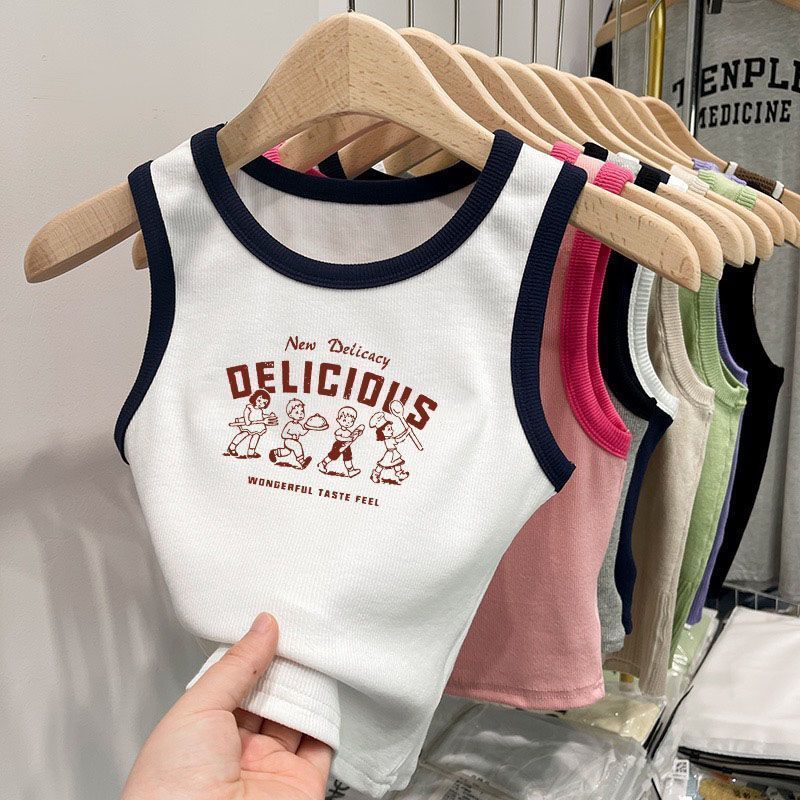 New Delicacy
DELICIOUS
WONDERFUL TASTE FEEL
MEDICINE